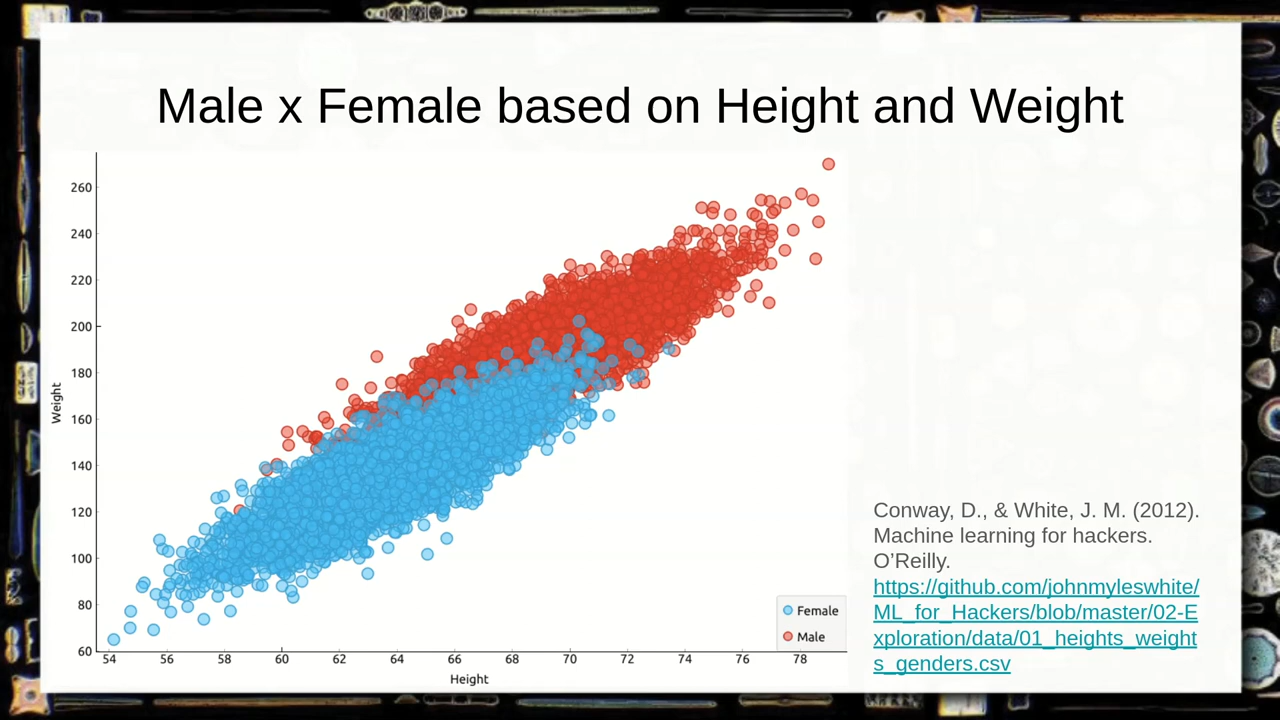 Male x Female based on Height and Weight
260
240
220
200
180
160
140
120
100
80
60
Weight
54 56 58 60 62 64 66 68 70 72 74 76 78
Height
Female
Male
Conway, D., & White, J. M. (2012).
Machine learning for hackers.
O’Reilly.
https://github.com/johnmyleswhite/
ML_for_Hackers/blob/master/02-E
xploration/data/01_heights_weight
s_genders.csv